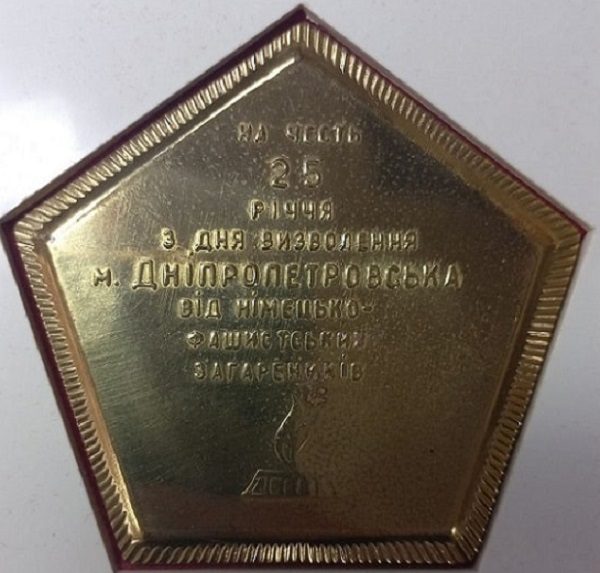 НА ЧЕСТЬ
25
РІЧЧЯ
З ДНЯ ВИЗВОЛЕННЯ
м. ДНІПРОПЕТРОВСЬКА
ВІД НІМЕЦЬКО-
ФАШИСТСЬКИХ
ЗАГАРБНИКІВ